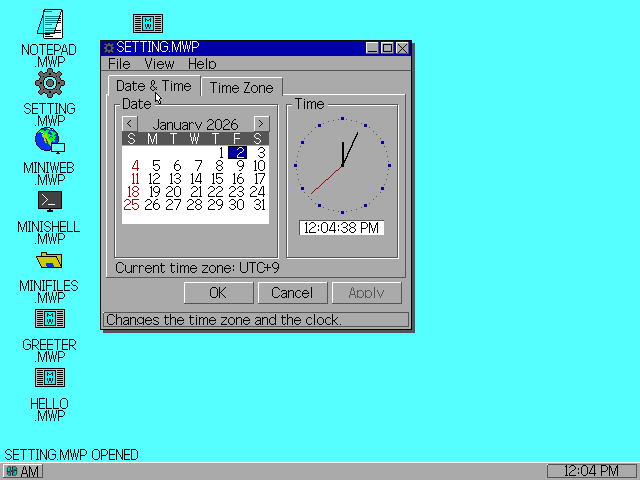 NOTEPAD
.MWP
SETTING
.MWP
MINIWEB
.MWP
MINISHELL
.MWP
MINIFILES
.MWP
GREETER
.MWP
HELLO
.MWP
MW
SETTING.MWP
File View Help
Date & Time Time Zone
Date
< January 2026 >
S M T W T F S
1 2 3
4 5 6 7 8 9 10
11 12 13 14 15 16 17
18 19 20 21 22 23 24
25 26 27 28 29 30 31
Time
12:04:38 PM
Current time zone: UTC+9
OK Cancel Apply
Changes the time zone and the clock.
SETTING.MWP OPENED
AM 12:04 PM